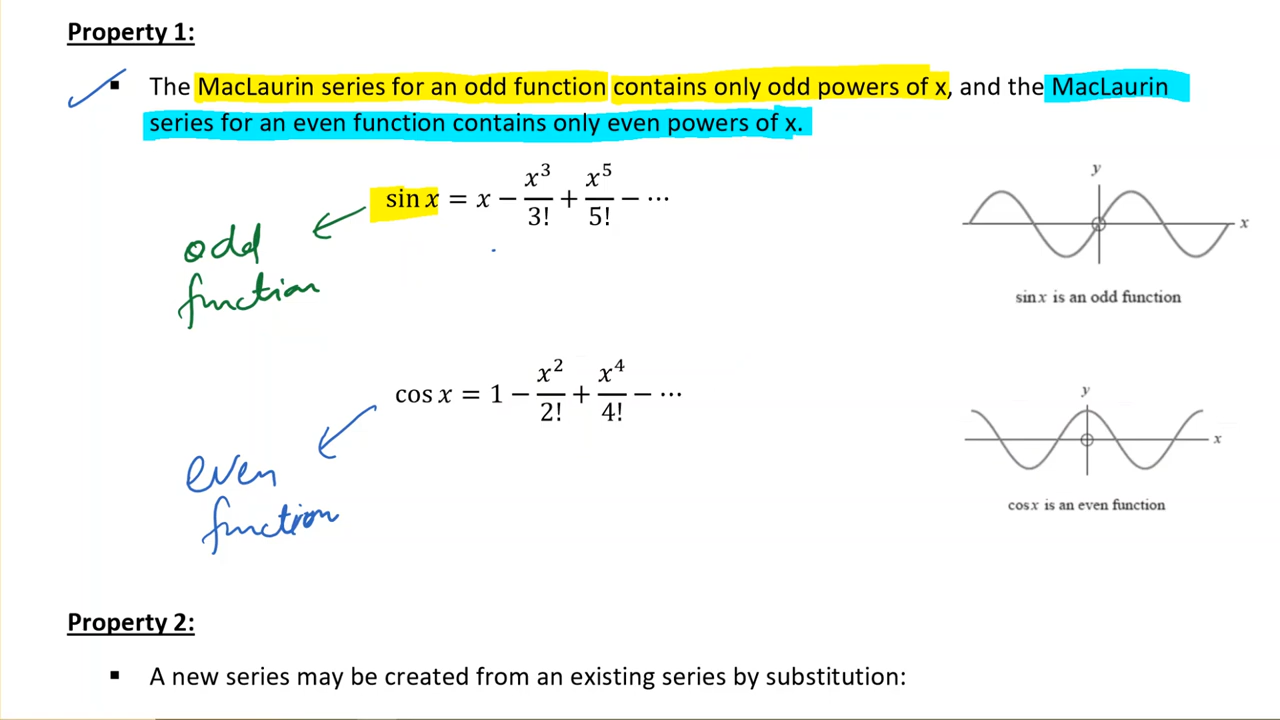 Property 1:
▪ The MacLaurin series for an odd function contains only odd powers of x, and the MacLaurin
series for an even function contains only even powers of x.
sin x = x − x³/3! + x⁵/5! − ⋯
odd
function
y
x
sin x is an odd function
cos x = 1 − x²/2! + x⁴/4! − ⋯
even
function
y
x
cos x is an even function
Property 2:
▪ A new series may be created from an existing series by substitution: